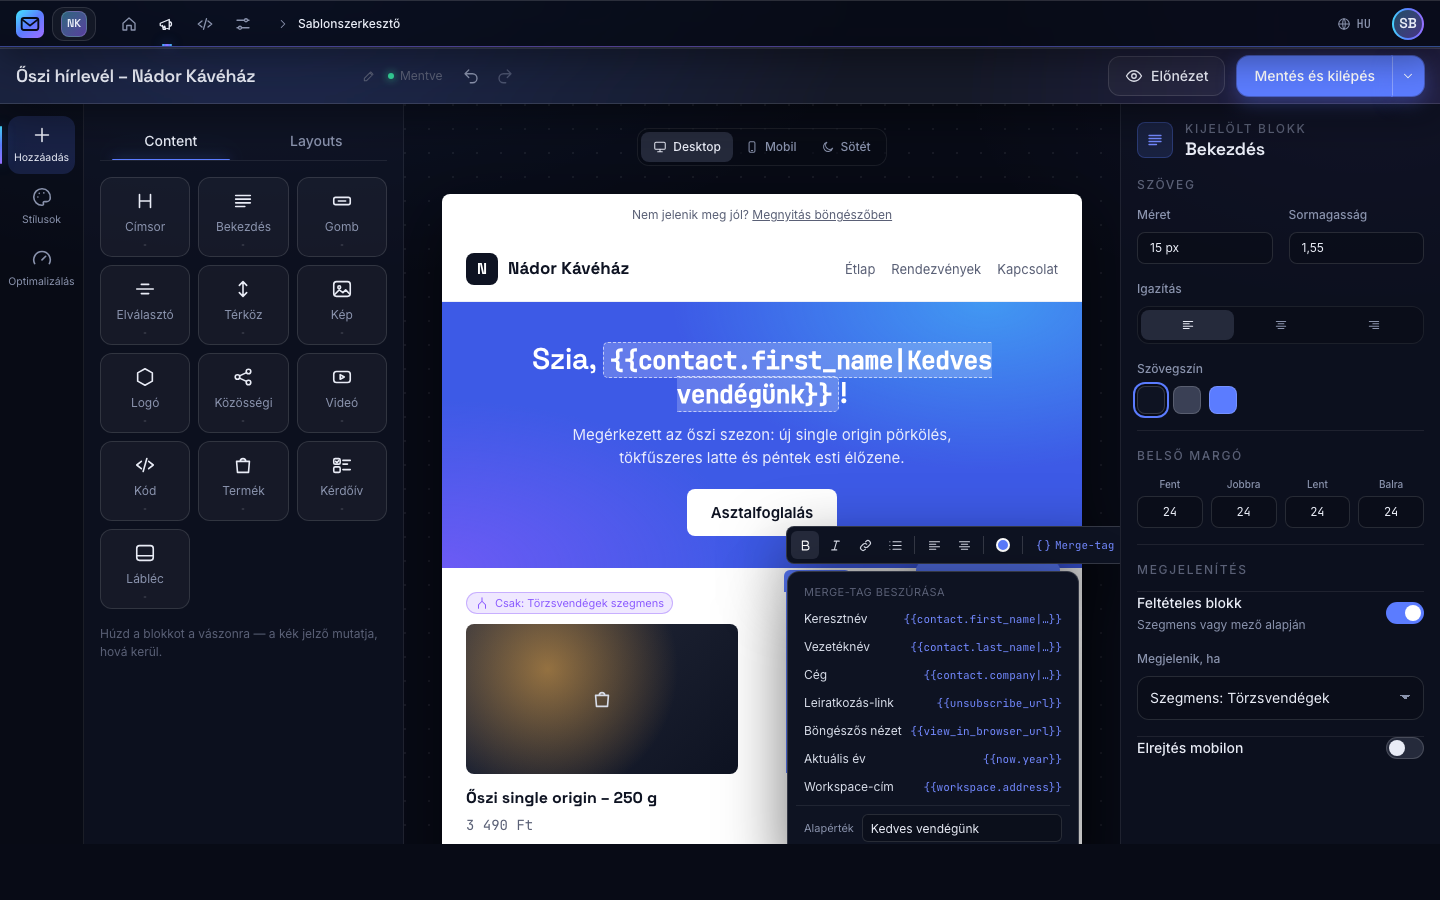 NK
Sablonszerkesztő
HU
SB
Őszi hírlevél – Nádor Kávéház
Mentve
Előnézet
Mentés és kilépés
Hozzáadás
Stílusok
Optimalizálás
Content
Layouts
Címsor
Bekezdés
Gomb
Elválasztó
Térköz
Kép
Logó
Közösségi
Videó
Kód
Termék
Kérdőív
Lábléc
Húzd a blokkot a vászonra — a kék jelző mutatja,
hová kerül.
Desktop
Mobil
Sötét
Nem jelenik meg jól? Megnyitás böngészőben
N
Nádor Kávéház
Étlap
Rendezvények
Kapcsolat
Szia, {{contact.first_name|Kedves
vendégünk}}!
Megérkezett az őszi szezon: új single origin pörkölés,
tökfűszeres latte és péntek esti élőzene.
Asztalfoglalás
B
I
{} Merge-tag
Csak: Törzsvendégek szegmens
Őszi single origin – 250 g
3 490 Ft
MERGE-TAG BESZÚRÁSA
Keresztnév {{contact.first_name|…}}
Vezetéknév {{contact.last_name|…}}
Cég {{contact.company|…}}
Leiratkozás-link {{unsubscribe_url}}
Böngészős nézet {{view_in_browser_url}}
Aktuális év {{now.year}}
Workspace-cím {{workspace.address}}
Alapérték Kedves vendégünk
KIJELÖLT BLOKK
Bekezdés
SZÖVEG
Méret
Sormagasság
15 px
1,55
Igazítás
Szövegszín
BELSŐ MARGÓ
Fent
Jobbra
Lent
Balra
24
24
24
24
MEGJELENÍTÉS
Feltételes blokk
Szegmens vagy mező alapján
Megjelenik, ha
Szegmens: Törzsvendégek
Elrejtés mobilon